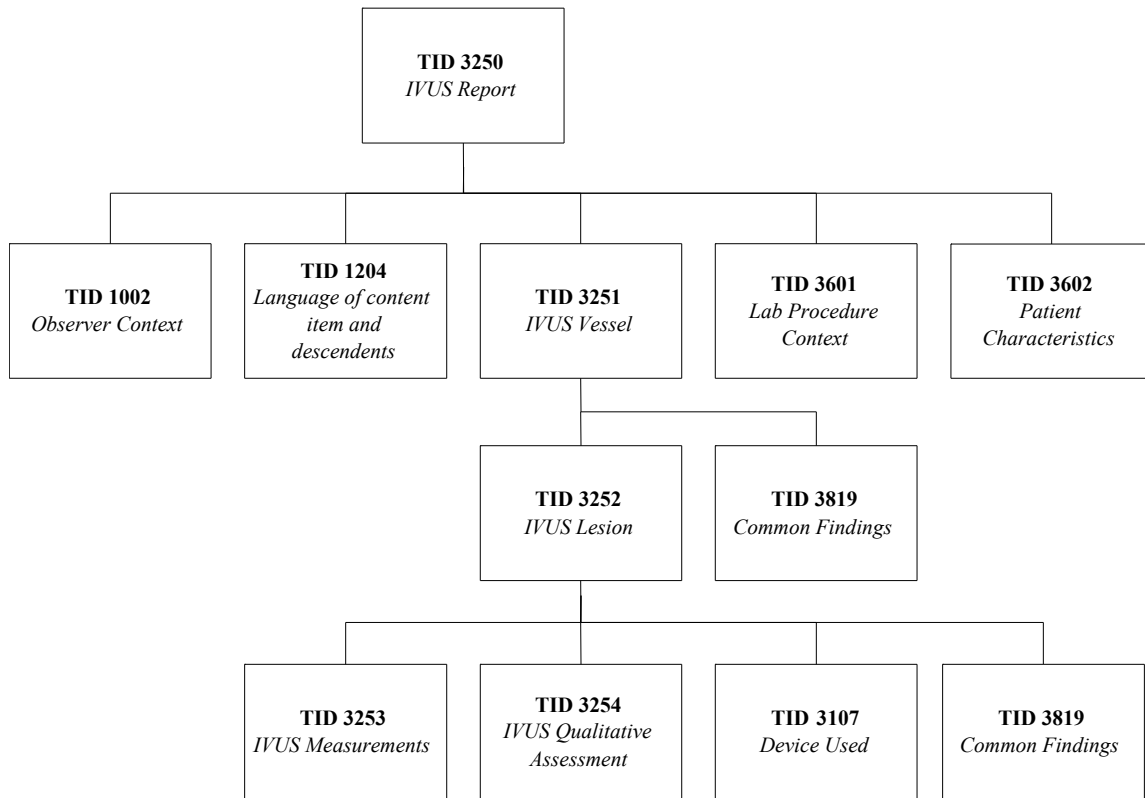 TID 3250
IVUS Report
TID 1002
Observer Context
TID 1204
Language of content
item and
descendents
TID 3251
IVUS Vessel
TID 3601
Lab Procedure
Context
TID 3602
Patient
Characteristics
TID 3252
IVUS Lesion
TID 3819
Common Findings
TID 3253
IVUS Measurements
TID 3254
IVUS Qualitative
Assessment
TID 3107
Device Used
TID 3819
Common Findings